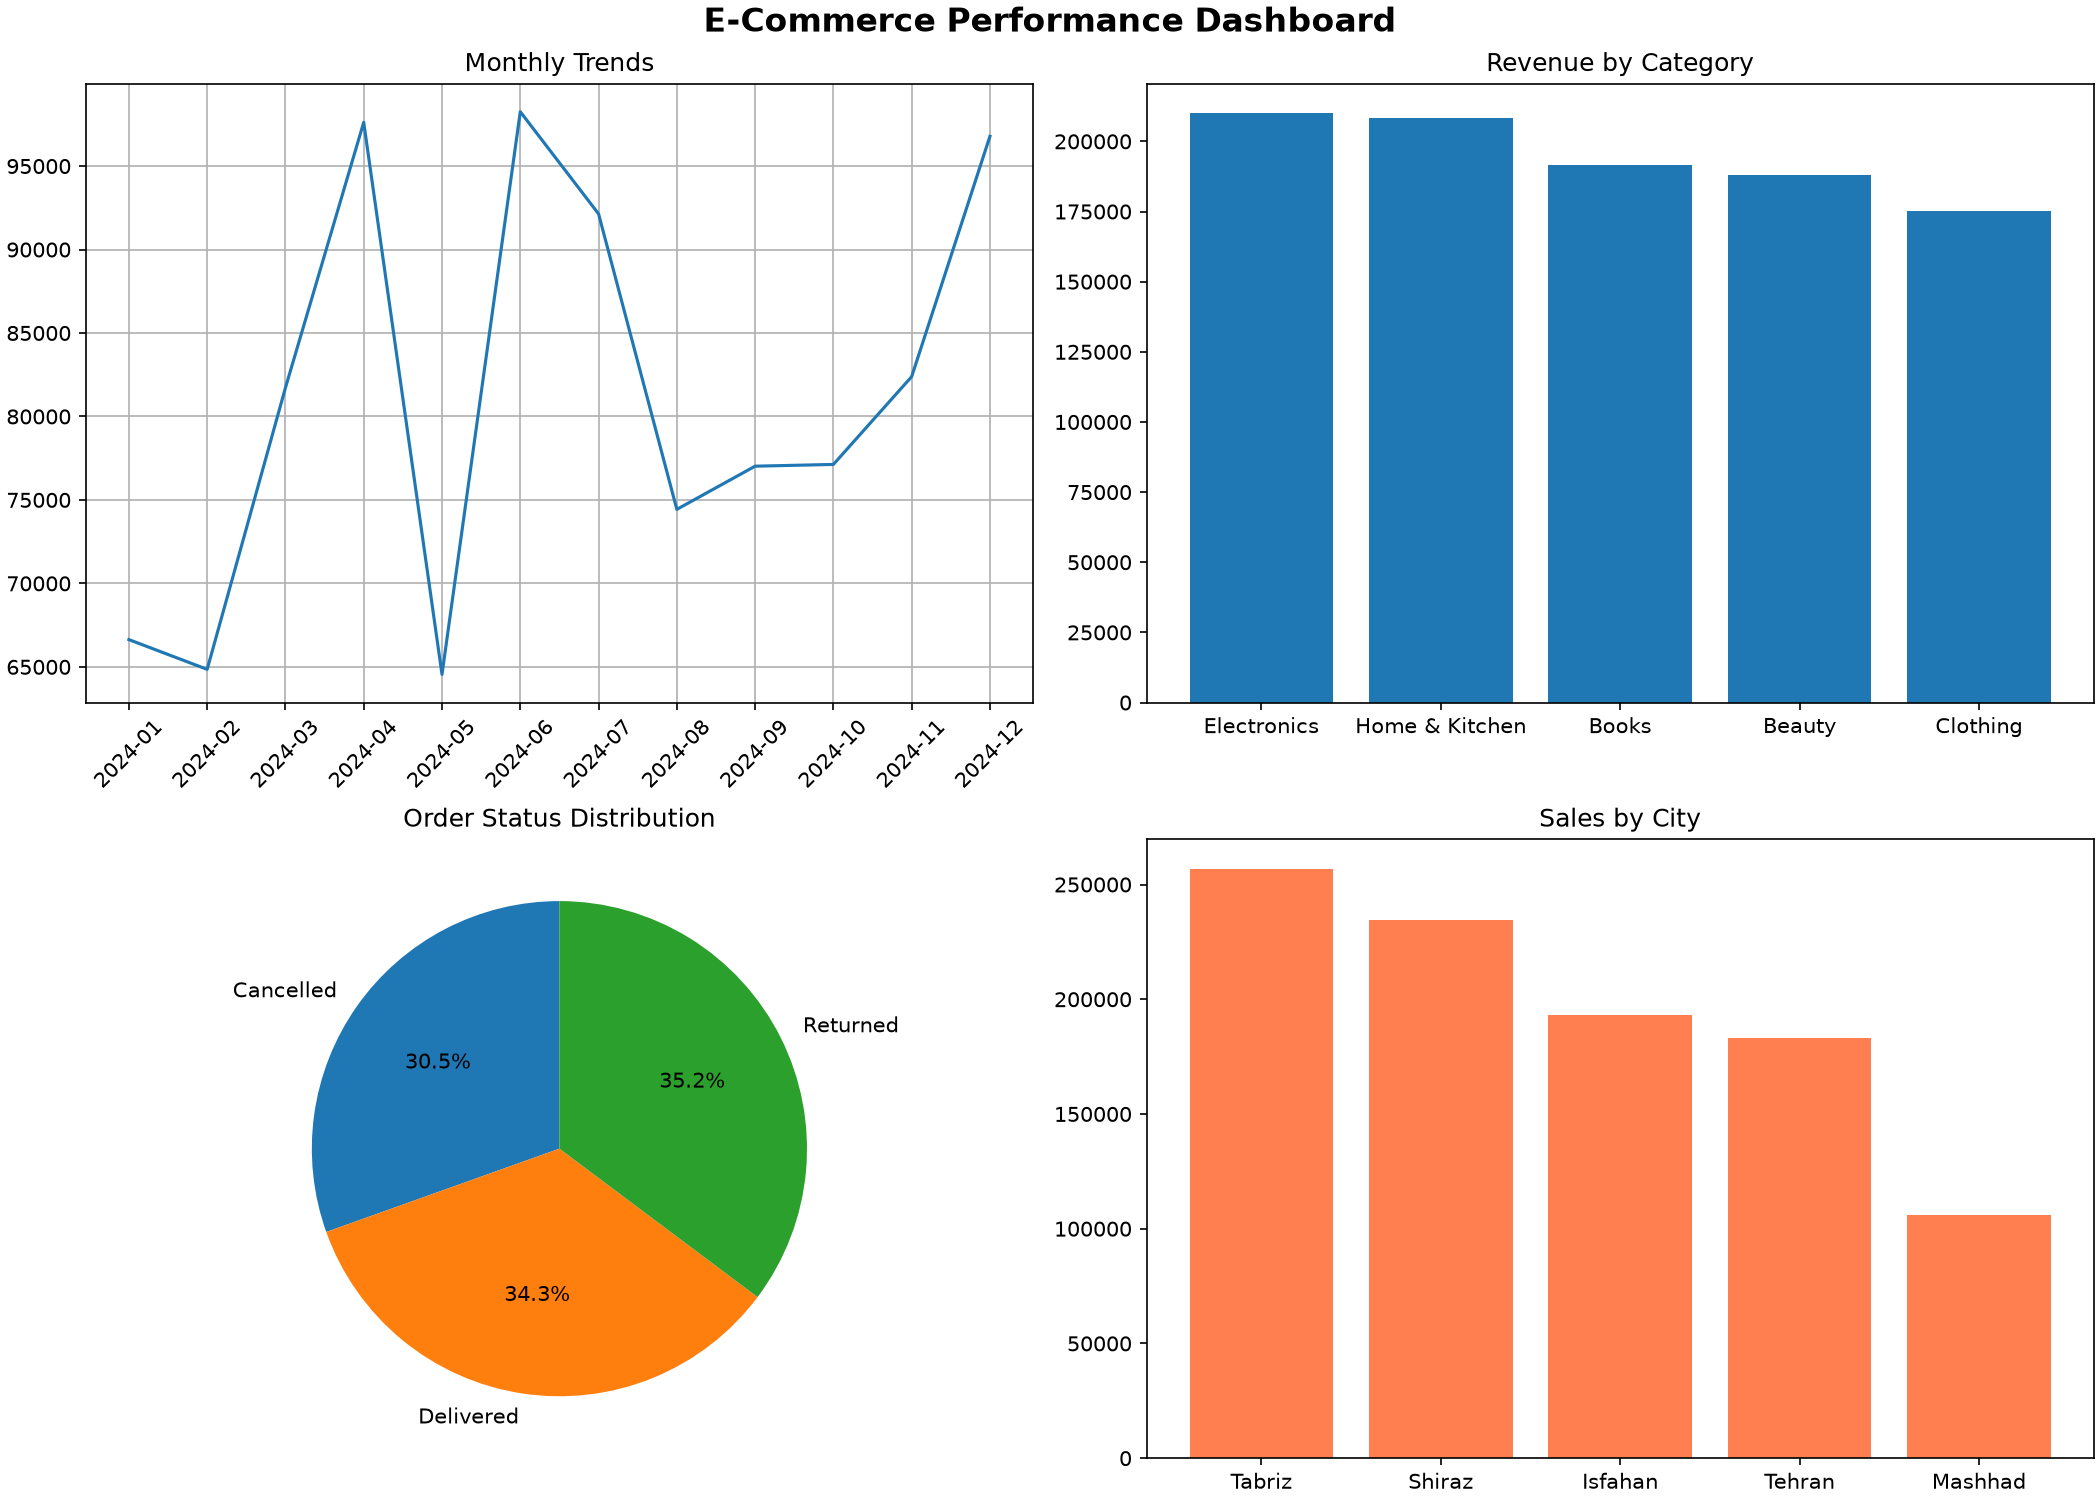 E-Commerce Performance Dashboard
Monthly Trends
95000
90000
85000
80000
75000
70000
65000
2024-01
2024-02
2024-03
2024-04
2024-05
2024-06
2024-07
2024-08
2024-09
2024-10
2024-11
2024-12
Revenue by Category
200000
175000
150000
125000
100000
75000
50000
25000
0
Electronics
Home & Kitchen
Books
Beauty
Clothing
Order Status Distribution
Cancelled
Returned
30.5%
35.2%
34.3%
Delivered
Sales by City
250000
200000
150000
100000
50000
0
Tabriz
Shiraz
Isfahan
Tehran
Mashhad